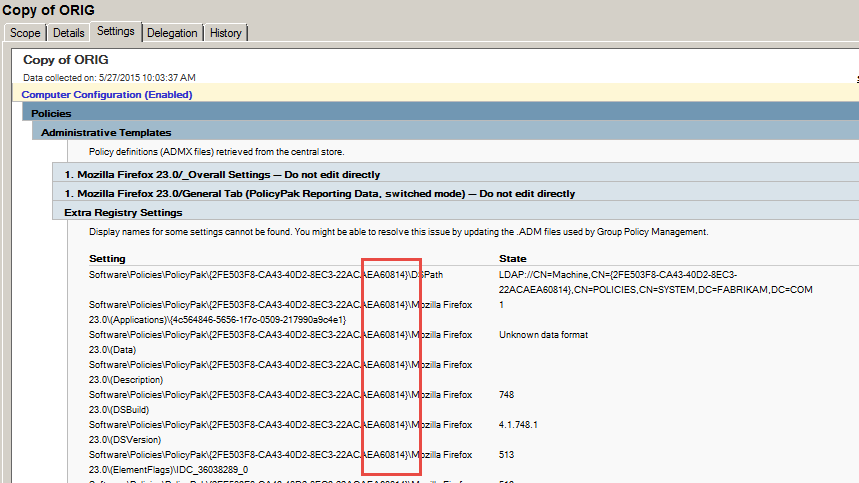 Copy of ORIG
Scope Details Settings Delegation History
Copy of ORIG
Data collected on: 5/27/2015 10:03:37 AM
Computer Configuration (Enabled)
Policies
Administrative Templates
Policy definitions (ADMX files) retrieved from the central store.
1. Mozilla Firefox 23.0/_Overall Settings -- Do not edit directly
1. Mozilla Firefox 23.0/General Tab (PolicyPak Reporting Data, switched mode) -- Do not edit directly
Extra Registry Settings
Display names for some settings cannot be found. You might be able to resolve this issue by updating the .ADM files used by Group Policy Management.
Setting State
Software\Policies\PolicyPak\{2FE503F8-CA43-40D2-8EC3-22ACAEA60814}\DSPath LDAP://CN=Machine,CN={2FE503F8-CA43-40D2-8EC3-
22ACAEA60814},CN=POLICIES,CN=SYSTEM,DC=FABRIKAM,DC=COM
Software\Policies\PolicyPak\{2FE503F8-CA43-40D2-8EC3-22ACAEA60814}\Mozilla Firefox 1
23.0\(Applications)\{4c564846-5656-1f7c-0509-217990a9c4e1}
Software\Policies\PolicyPak\{2FE503F8-CA43-40D2-8EC3-22ACAEA60814}\Mozilla Firefox Unknown data format
23.0\(Data)
Software\Policies\PolicyPak\{2FE503F8-CA43-40D2-8EC3-22ACAEA60814}\Mozilla Firefox
23.0\(Description)
Software\Policies\PolicyPak\{2FE503F8-CA43-40D2-8EC3-22ACAEA60814}\Mozilla Firefox 748
23.0\(DSBuild)
Software\Policies\PolicyPak\{2FE503F8-CA43-40D2-8EC3-22ACAEA60814}\Mozilla Firefox 4.1.748.1
23.0\(DSVersion)
Software\Policies\PolicyPak\{2FE503F8-CA43-40D2-8EC3-22ACAEA60814}\Mozilla Firefox 513
23.0\(ElementFlags)\IDC_36038289_0